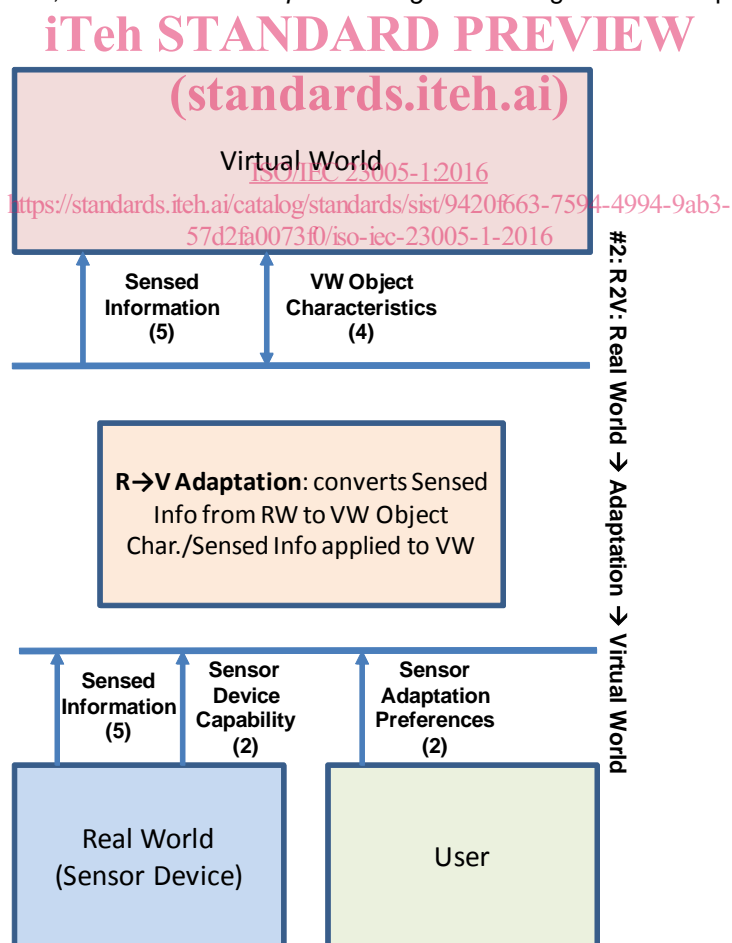 iTeh STANDARD PREVIEW
(standards.iteh.ai)
Virtual World
ISO/IEC 23005-1:2016
https://standards.iteh.ai/catalog/standards/sist/9420f663-7594-4994-9ab3-
57d2fa0073f0/iso-iec-23005-1-2016
Sensed
Information
(5)
VW Object
Characteristics
(4)
#2: R2V: Real World → Adaptation → Virtual World
R→V Adaptation: converts Sensed
Info from RW to VW Object
Char./Sensed Info applied to VW
Sensed
Information
(5)
Sensor
Device
Capability
(2)
Sensor
Adaptation
Preferences
(2)
Real World
(Sensor Device)
User